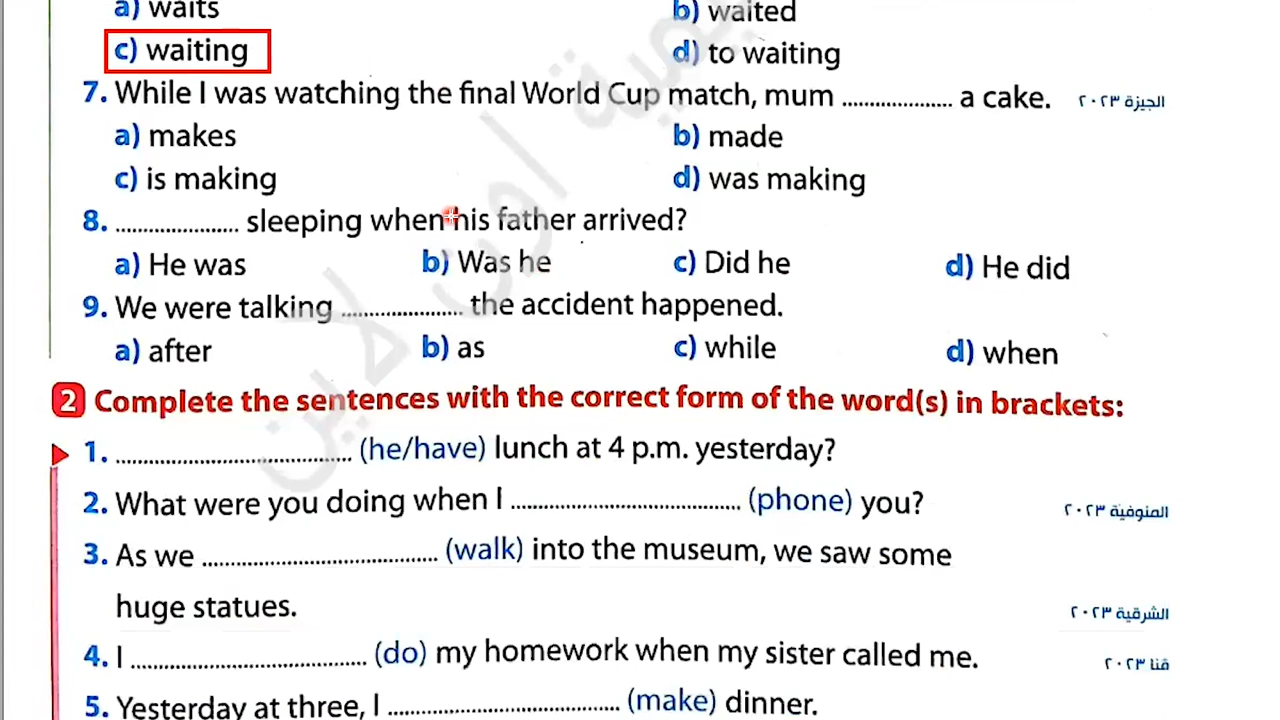 a) waits b) waited
c) waiting d) to waiting
7. While I was watching the final World Cup match, mum .................... a cake. الجيزة ٢٠٢٣
a) makes b) made
c) is making d) was making
8. ...................... sleeping when his father arrived?
a) He was b) Was he c) Did he d) He did
9. We were talking ...................... the accident happened.
a) after b) as c) while d) when
2 Complete the sentences with the correct form of the word(s) in brackets:
1. .......................................... (he/have) lunch at 4 p.m. yesterday?
2. What were you doing when I .......................................... (phone) you? المنوفية ٢٠٢٣
3. As we .......................................... (walk) into the museum, we saw some
huge statues. الشرقية ٢٠٢٣
4. I .......................................... (do) my homework when my sister called me. قنا ٢٠٢٣
5. Yesterday at three, I .......................................... (make) dinner.
اون لاين